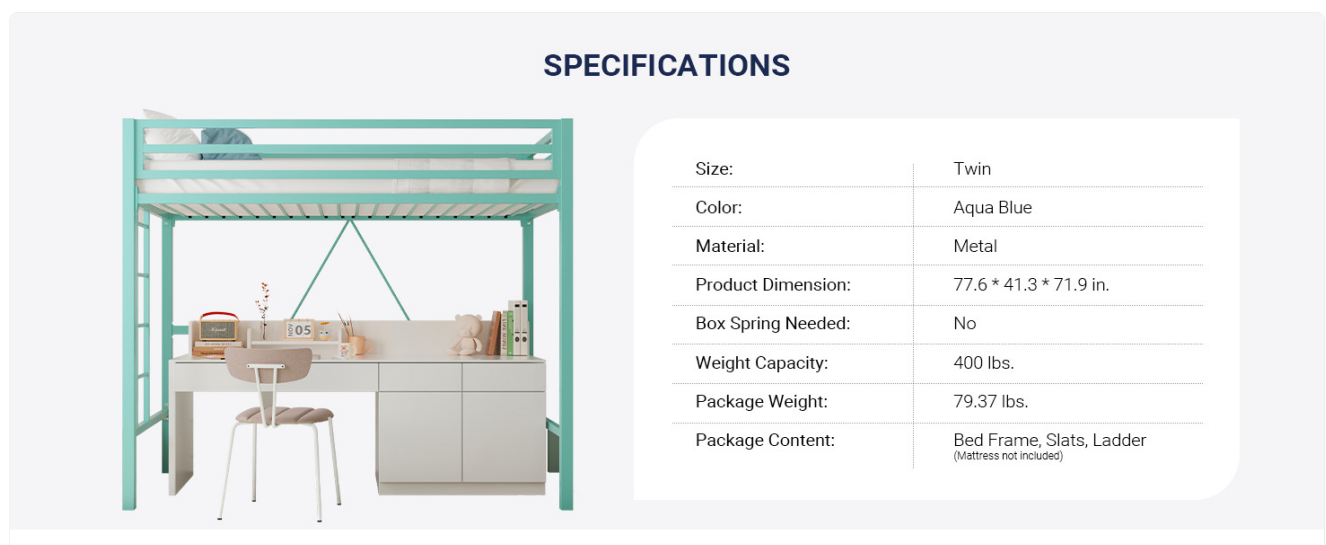 SPECIFICATIONS
Size: Twin
Color: Aqua Blue
Material: Metal
Product Dimension: 77.6 * 41.3 * 71.9 in.
Box Spring Needed: No
Weight Capacity: 400 lbs.
Package Weight: 79.37 lbs.
Package Content: Bed Frame, Slats, Ladder
(Mattress not included)
NOV 05